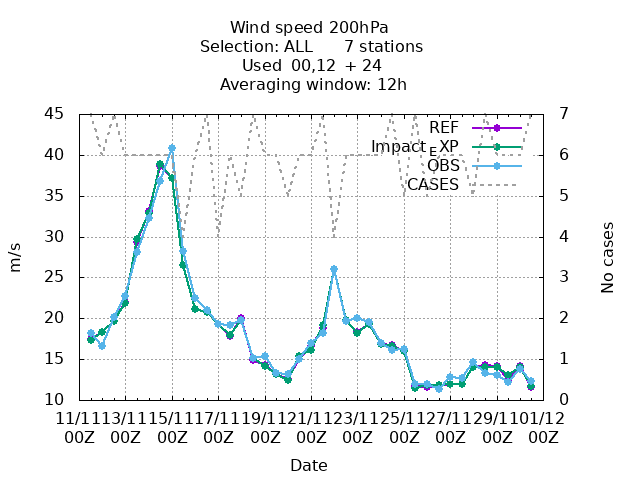 Wind speed 200hPa
Selection: ALL 7 stations
Used 00,12 + 24
Averaging window: 12h
45 7
REF
Impact_EXP
OBS
CASES
40 6
35 5
30 4
25 3
20 2
15 1
10 0
m/s
No cases
11/11 13/11 15/11 17/11 19/11 21/11 23/11 25/11 27/11 29/11 01/12
00Z 00Z 00Z 00Z 00Z 00Z 00Z 00Z 00Z 00Z 00Z
Date